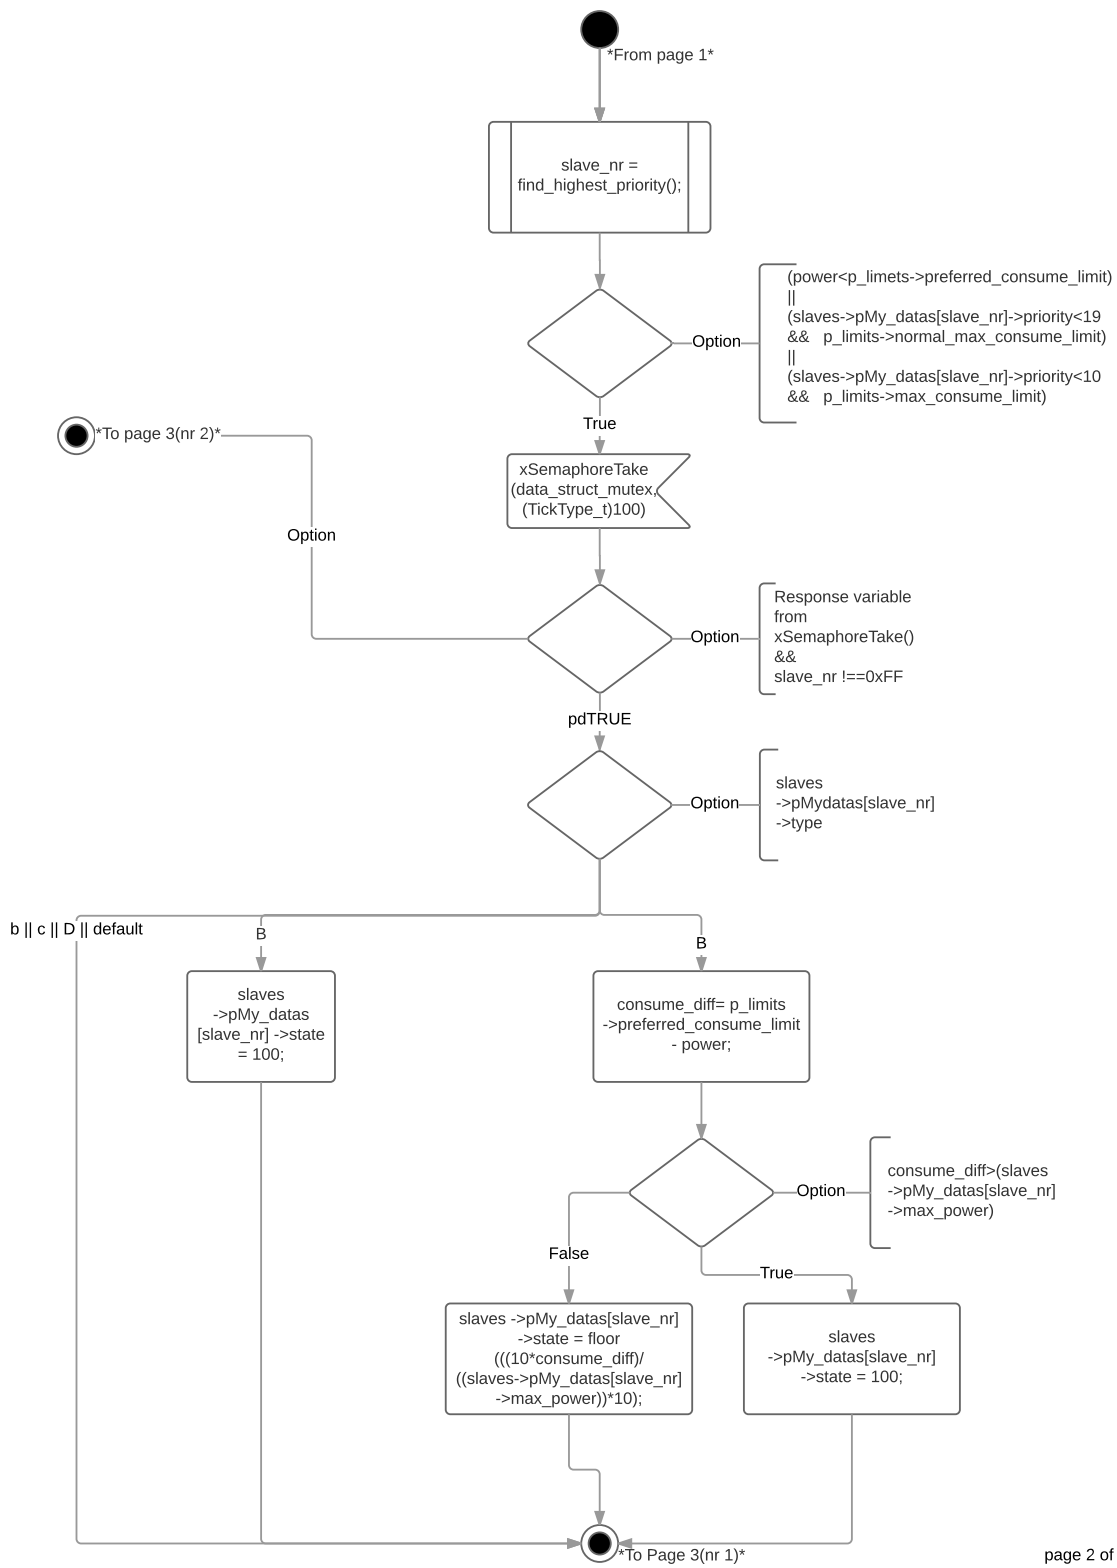 *From page 1*
slave_nr =
find_highest_priority();
(power<p_limets->preferred_consume_limit)
||
(slaves->pMy_datas[slave_nr]->priority<19
&& p_limits->normal_max_consume_limit)
||
(slaves->pMy_datas[slave_nr]->priority<10
&& p_limits->max_consume_limit)
Option
True
*To page 3(nr 2)*
xSemaphoreTake
(data_struct_mutex,
(TickType_t)100)
Option
Response variable
from
xSemaphoreTake()
&&
slave_nr !==0xFF
Option
pdTRUE
slaves
->pMydatas[slave_nr]
->type
Option
b || c || D || default
B
B
slaves
->pMy_datas
[slave_nr] ->state
= 100;
consume_diff= p_limits
->preferred_consume_limit
- power;
consume_diff>(slaves
->pMy_datas[slave_nr]
->max_power)
Option
False
True
slaves ->pMy_datas[slave_nr]
->state = floor
(((10*consume_diff)/
((slaves->pMy_datas[slave_nr]
->max_power))*10);
slaves
->pMy_datas[slave_nr]
->state = 100;
*To Page 3(nr 1)*
page 2 of